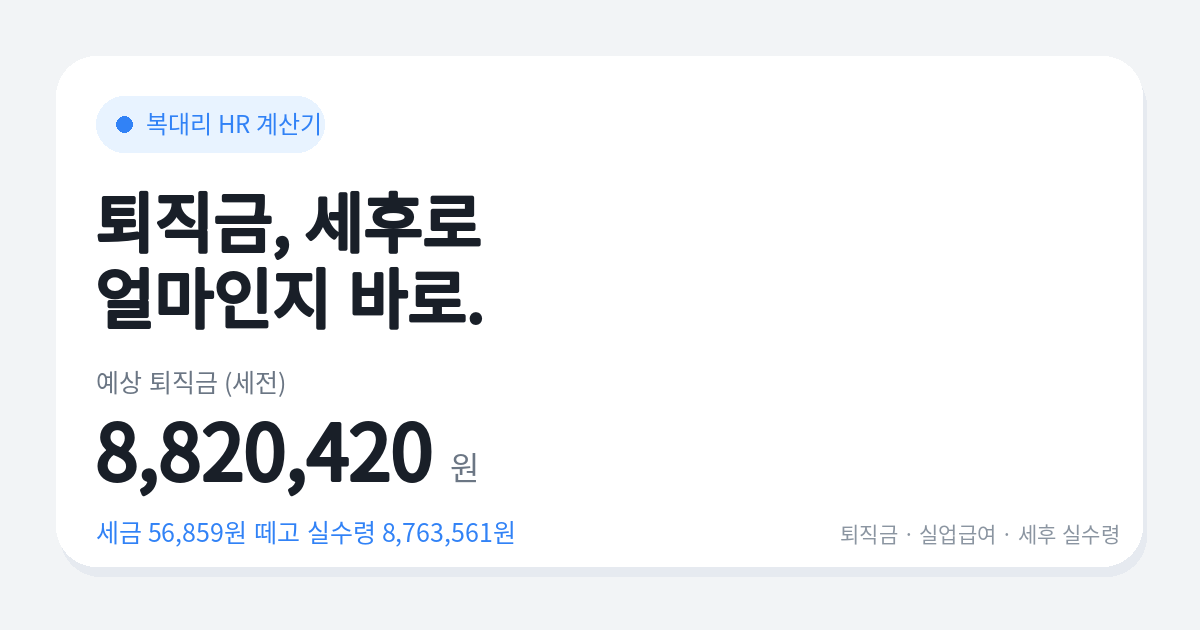 복대리 HR 계산기
퇴직금, 세후로
얼마인지 바로.
예상 퇴직금 (세전)
8,820,420 원
세금 56,859원 떼고 실수령 8,763,561원
퇴직금 · 실업급여 · 세후 실수령